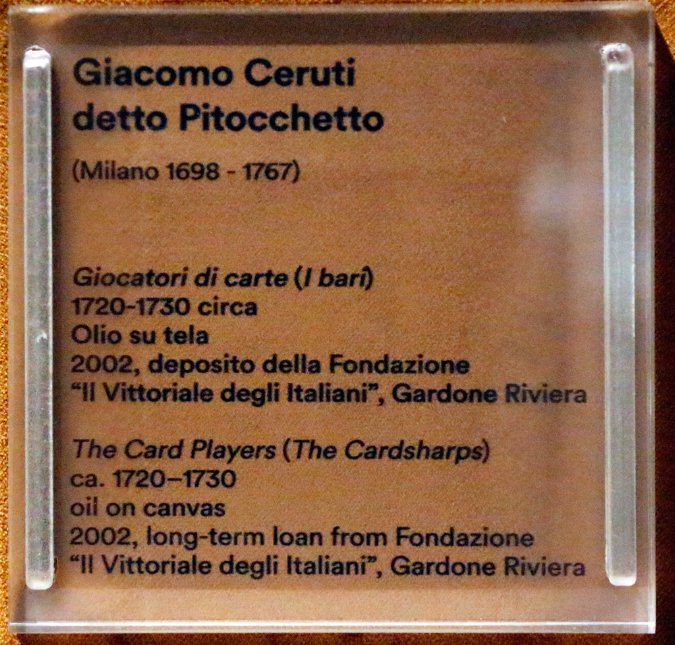 Giacomo Ceruti
detto Pitocchetto
(Milano 1698 - 1767)
Giocatori di carte (I bari)
1720-1730 circa
Olio su tela
2002, deposito della Fondazione
“Il Vittoriale degli Italiani”, Gardone Riviera
The Card Players (The Cardsharps)
ca. 1720–1730
oil on canvas
2002, long-term loan from Fondazione
“Il Vittoriale degli Italiani”, Gardone Riviera